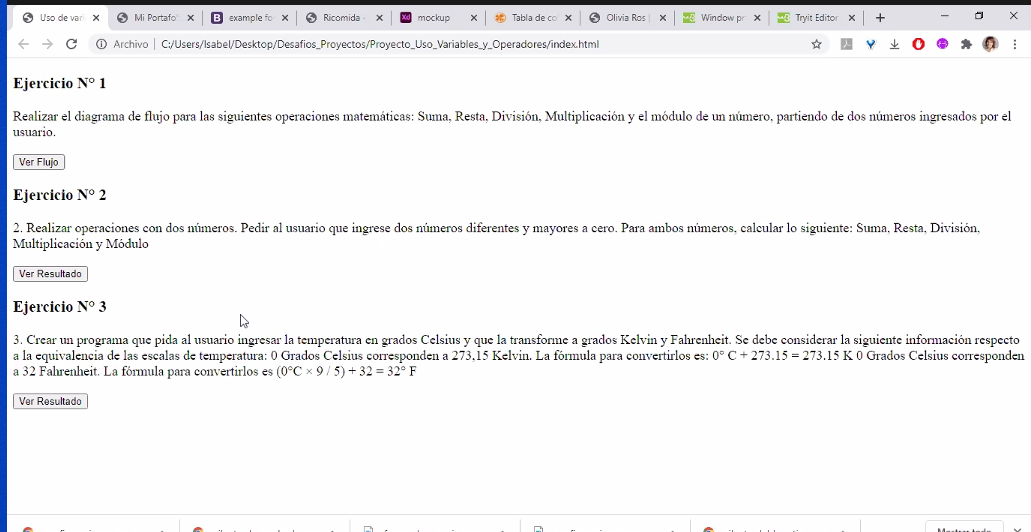 Uso de vari
Mi Portafo
example fo
Ricomida
mockup
Tabla de co
Olivia Ros |
Window pr
Tryit Editor
Archivo | C:/Users/Isabel/Desktop/Desafios_Proyectos/Proyecto_Uso_Variables_y_Operadores/index.html
Ejercicio N° 1
Realizar el diagrama de flujo para las siguientes operaciones matemáticas: Suma, Resta, División, Multiplicación y el módulo de un número, partiendo de dos números ingresados por el
usuario.
Ver Flujo
Ejercicio N° 2
2. Realizar operaciones con dos números. Pedir al usuario que ingrese dos números diferentes y mayores a cero. Para ambos números, calcular lo siguiente: Suma, Resta, División,
Multiplicación y Módulo
Ver Resultado
Ejercicio N° 3
3. Crear un programa que pida al usuario ingresar la temperatura en grados Celsius y que la transforme a grados Kelvin y Fahrenheit. Se debe considerar la siguiente información respecto
a la equivalencia de las escalas de temperatura: 0 Grados Celsius corresponden a 273,15 Kelvin. La fórmula para convertirlos es: 0° C + 273.15 = 273.15 K 0 Grados Celsius corresponden
a 32 Fahrenheit. La fórmula para convertirlos es (0°C × 9 / 5) + 32 = 32° F
Ver Resultado
Mostrar todo